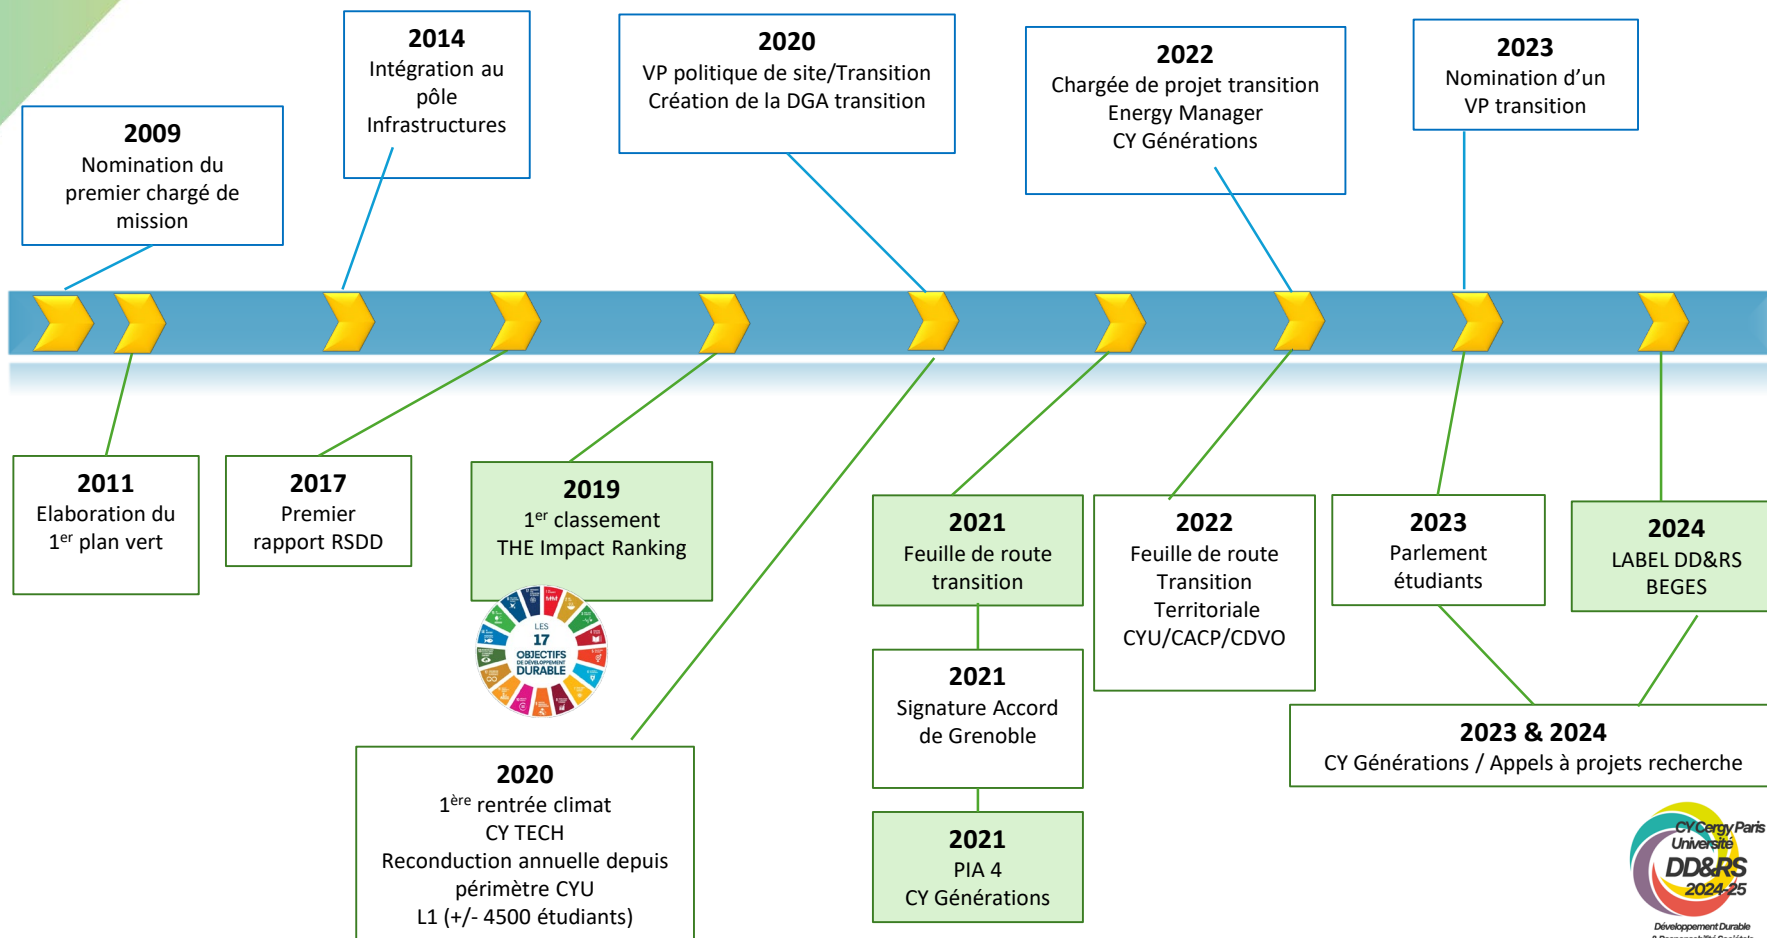 2009
Nomination du
premier chargé de
mission
2014
Intégration au
pôle
Infrastructures
2020
VP politique de site/Transition
Création de la DGA transition
2022
Chargée de projet transition
Energy Manager
CY Générations
2023
Nomination d’un
VP transition
2011
Elaboration du
1er plan vert
2017
Premier
rapport RSDD
2019
1er classement
THE Impact Ranking
LES
17
OBJECTIFS
DE DÉVELOPPEMENT
DURABLE
2020
1ère rentrée climat
CY TECH
Reconduction annuelle depuis
périmètre CYU
L1 (+/- 4500 étudiants)
2021
Feuille de route
transition
2021
Signature Accord
de Grenoble
2021
PIA 4
CY Générations
2022
Feuille de route
Transition
Territoriale
CYU/CACP/CDVO
2023
Parlement
étudiants
2024
LABEL DD&RS
BEGES
2023 & 2024
CY Générations / Appels à projets recherche
CY Cergy Paris
Université
DD&RS
2024-25
Développement Durable
& Responsabilité Sociétale